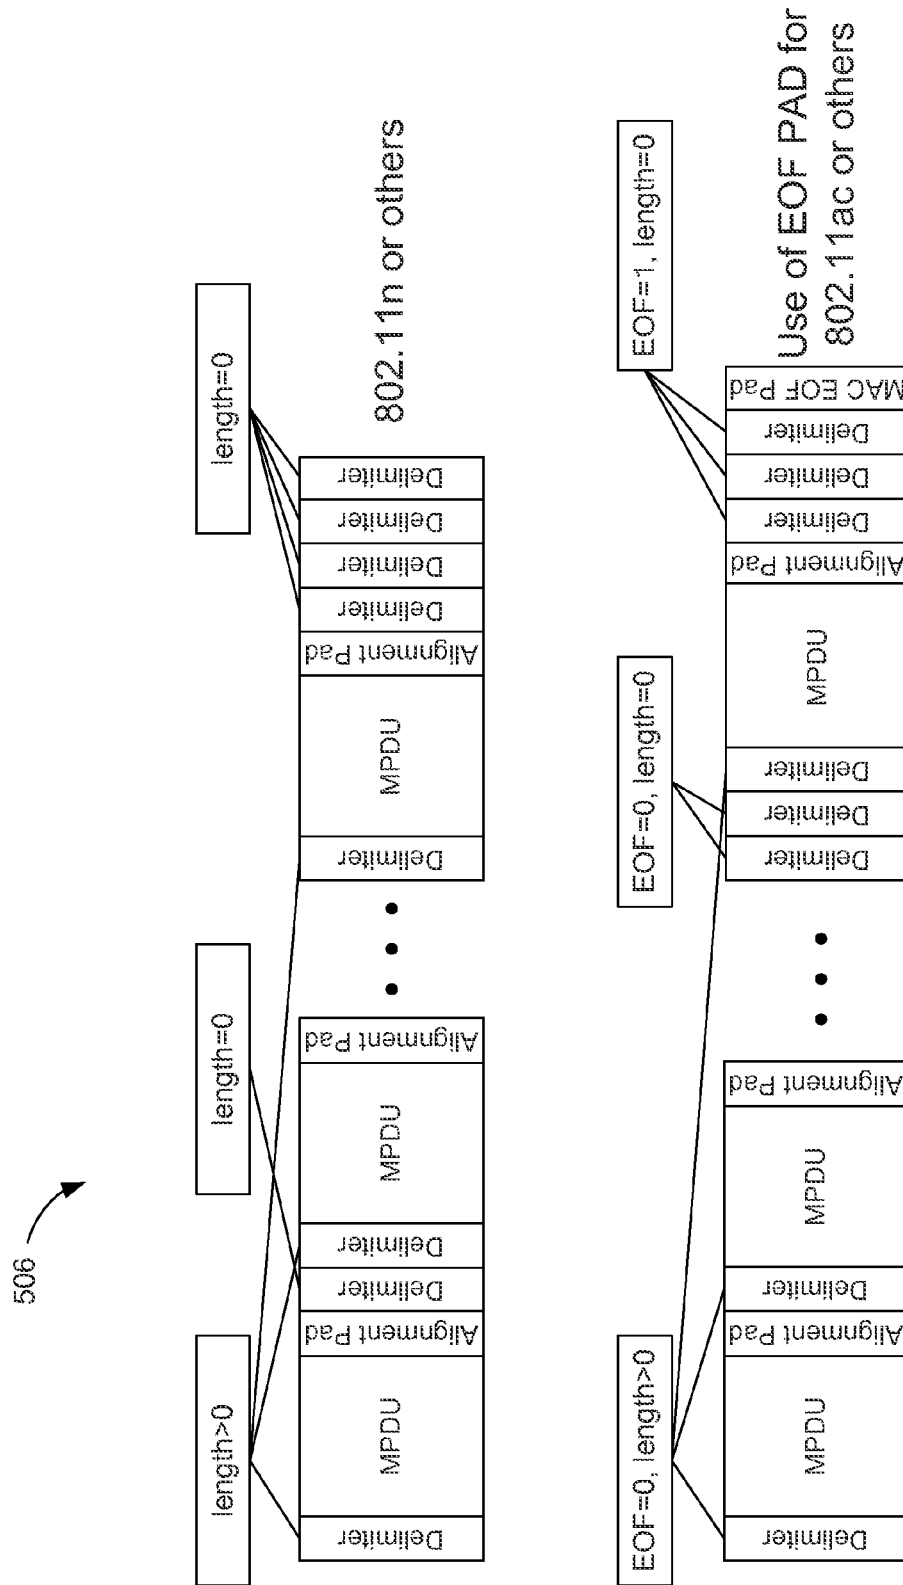 506
length>0
length=0
length=0
Delimiter
MPDU
Alignment Pad
Delimiter
Delimiter
MPDU
Alignment Pad
Delimiter
MPDU
Alignment Pad
Delimiter
Delimiter
Delimiter
Delimiter
802.11n or others
EOF=0, length>0
EOF=0, length=0
EOF=1, length=0
Delimiter
MPDU
Alignment Pad
Delimiter
MPDU
Alignment Pad
Delimiter
Delimiter
Delimiter
MPDU
Alignment Pad
Delimiter
Delimiter
Delimiter
MAC EOF Pad
Use of EOF PAD for
802.11ac or others